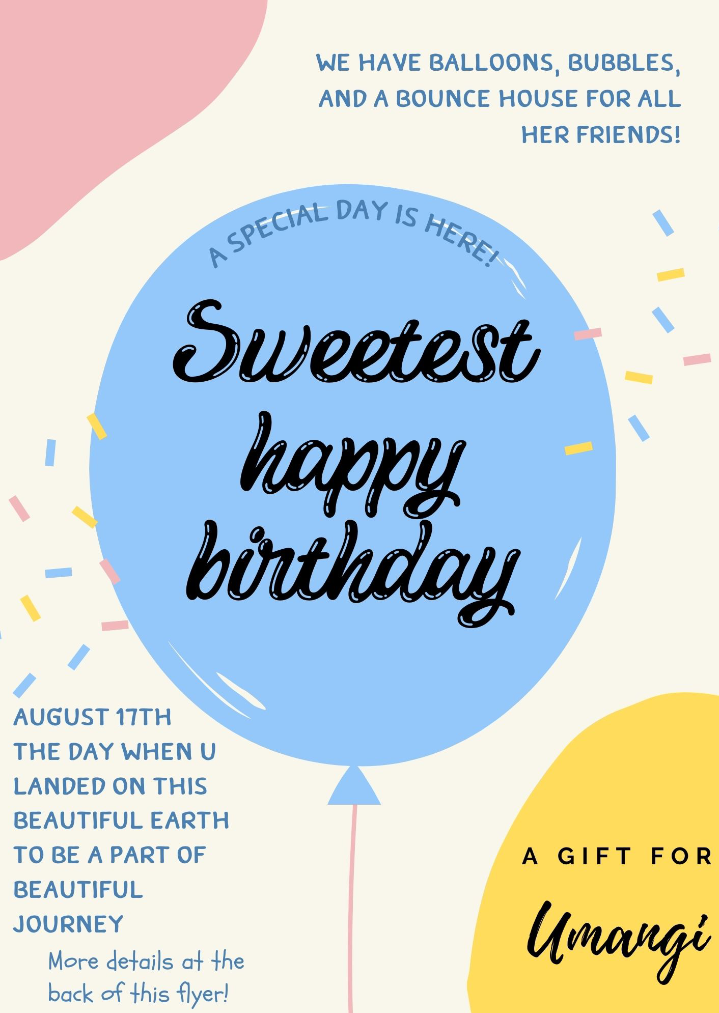 WE HAVE BALLOONS, BUBBLES,
AND A BOUNCE HOUSE FOR ALL
HER FRIENDS!
A SPECIAL DAY IS HERE!
Sweetest
happy
birthday
AUGUST 17TH
THE DAY WHEN U
LANDED ON THIS
BEAUTIFUL EARTH
TO BE A PART OF
BEAUTIFUL
JOURNEY
More details at the
back of this flyer!
A GIFT FOR
Umangi